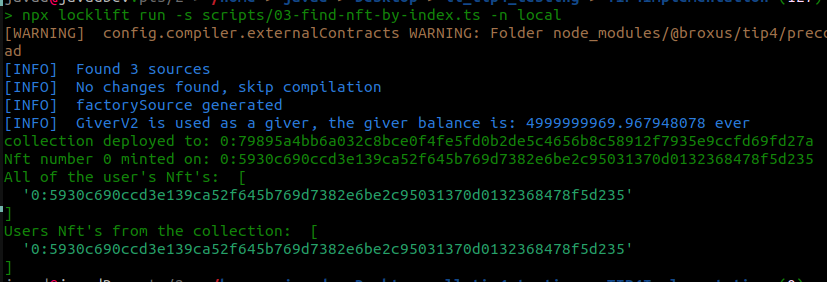 > npx locklift run -s scripts/03-find-nft-by-index.ts -n local
[WARNING]  config.compiler.externalContracts WARNING: Folder node_modules/@broxus/tip4/preco
ad
[INFO]  Found 3 sources
[INFO]  No changes found, skip compilation
[INFO]  factorySource generated
[INFO]  GiverV2 is used as a giver, the giver balance is: 4999999969.967948078 ever
collection deployed to: 0:79895a4bb6a032c8bce0f4fe5fd0b2de5c4656b8c58912f7935e9ccfd69fd27a
Nft number 0 minted on: 0:5930c690ccd3e139ca52f645b769d7382e6be2c95031370d0132368478f5d235
All of the user's Nft's:  [
  '0:5930c690ccd3e139ca52f645b769d7382e6be2c95031370d0132368478f5d235'
]
Users Nft's from the collection:  [
  '0:5930c690ccd3e139ca52f645b769d7382e6be2c95031370d0132368478f5d235'
]